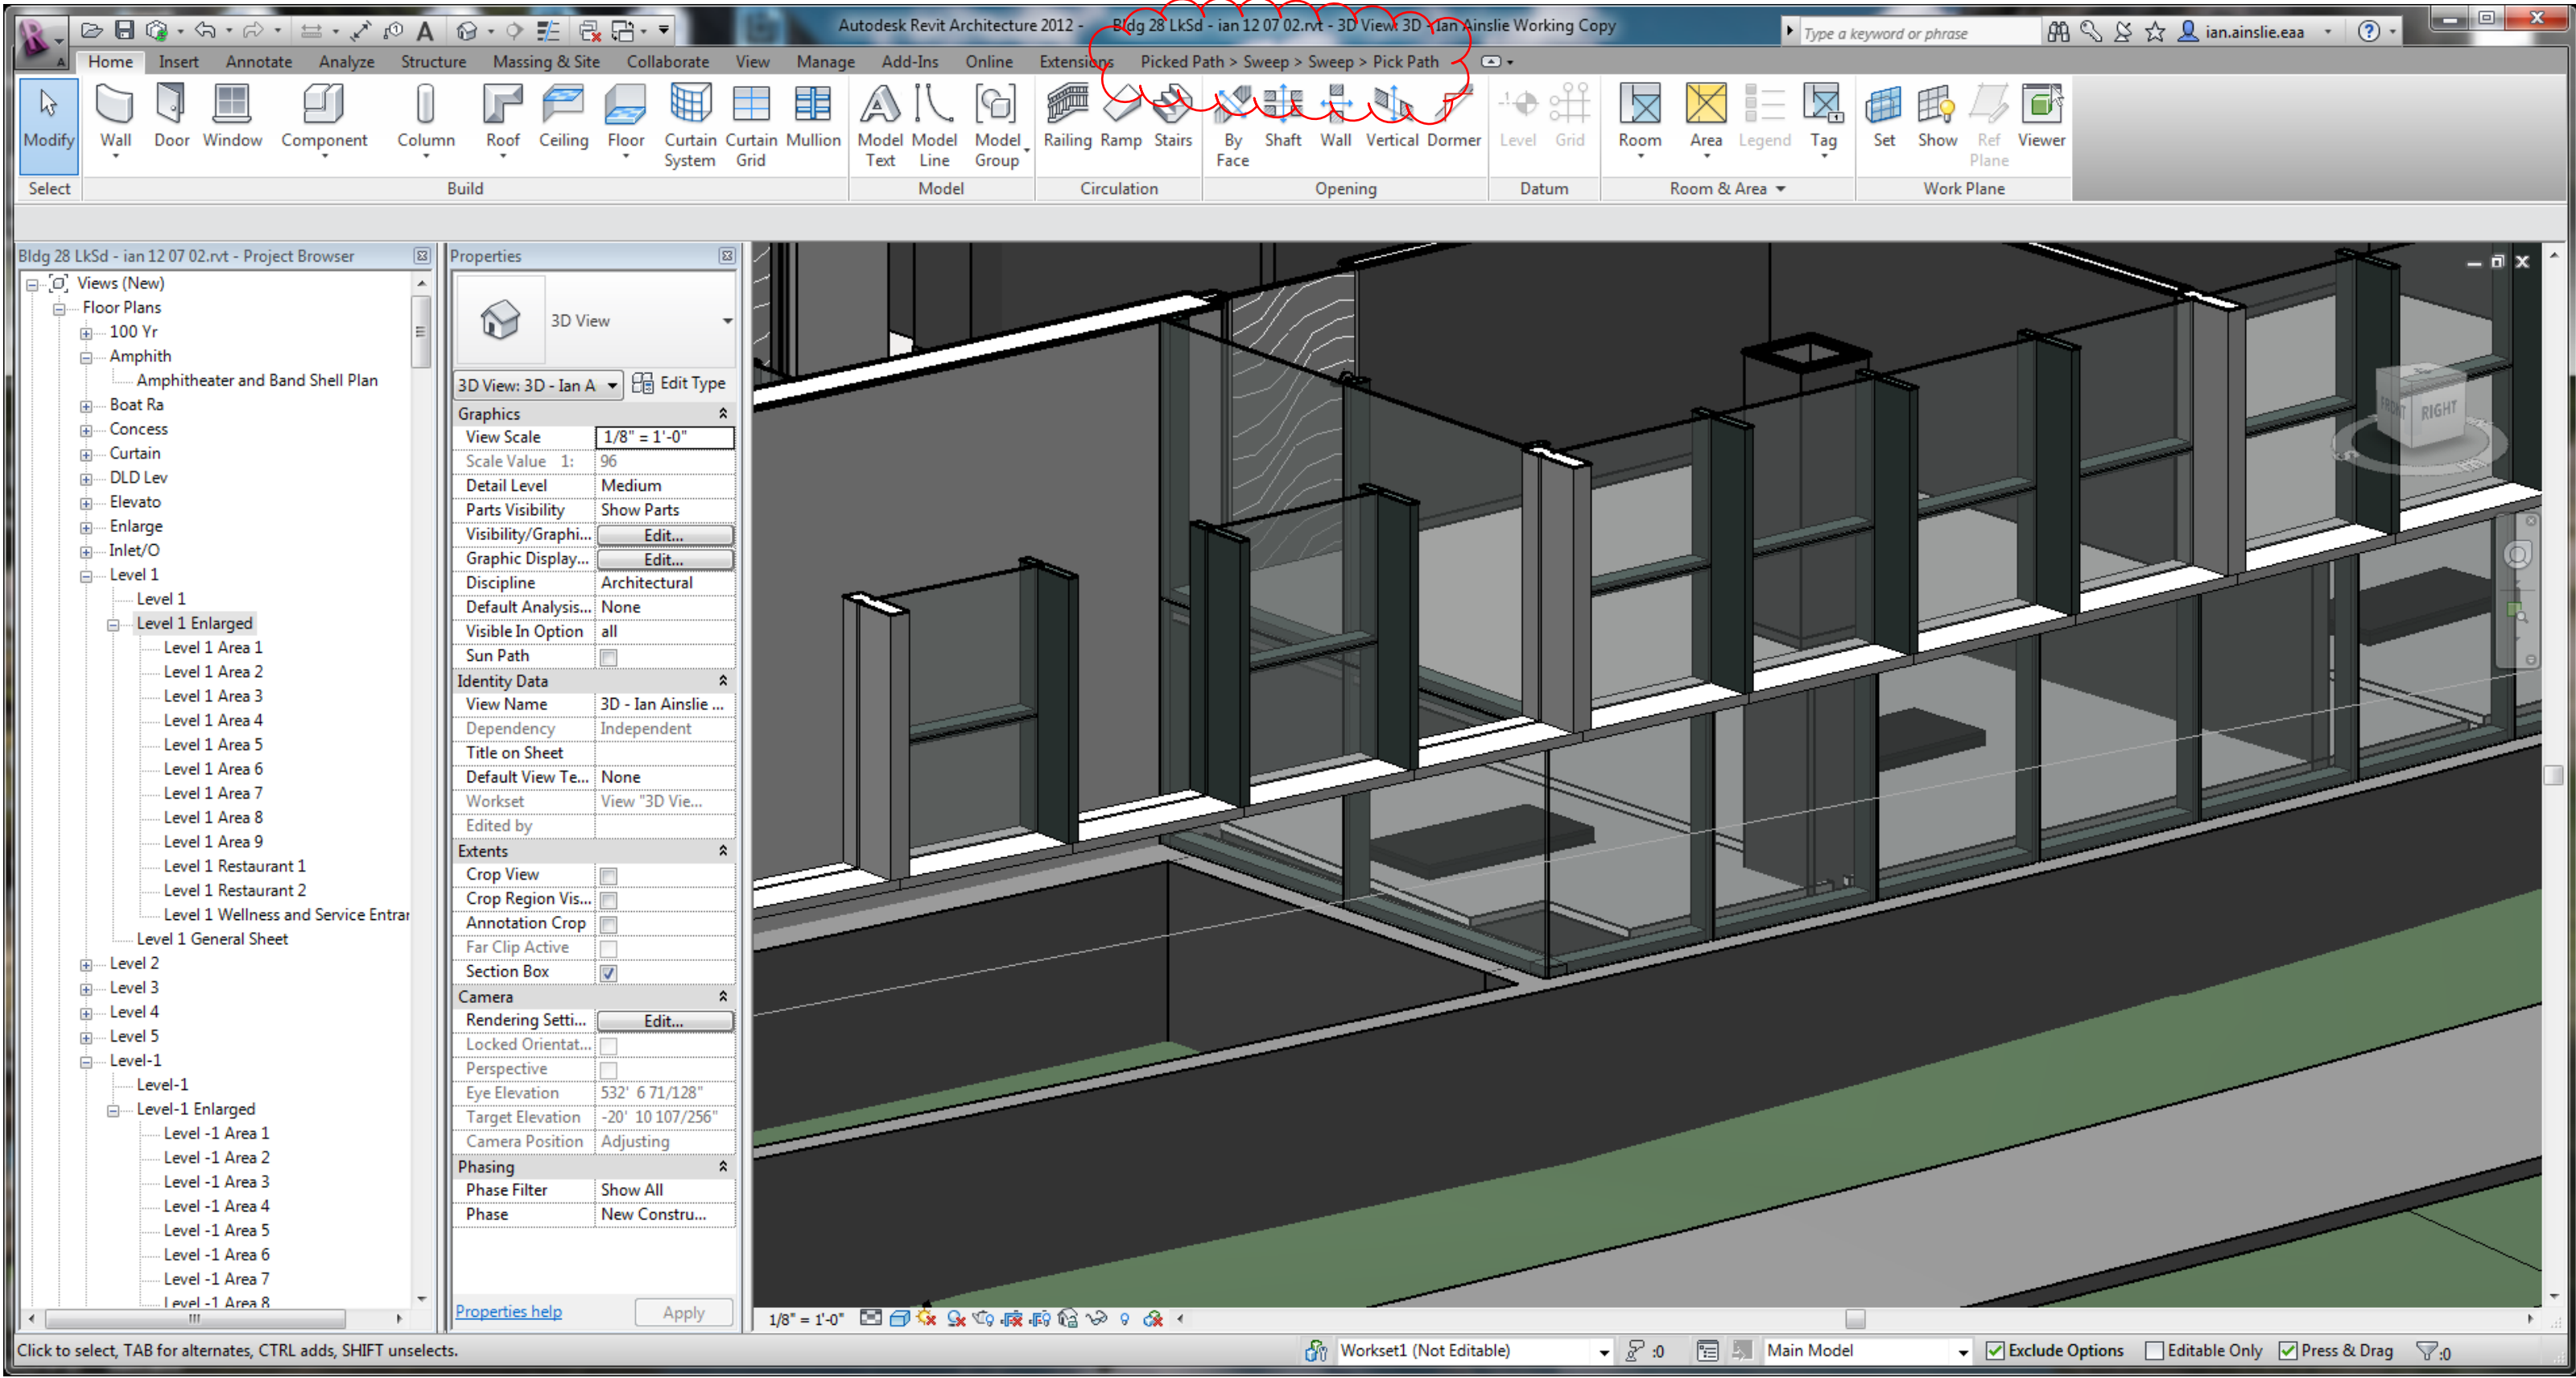 Autodesk Revit Architecture 2012 - Bldg 28 LkSd - ian 12 07 02.rvt - 3D View: 3D - Ian Ainslie Working Copy
Type a keyword or phrase
ian.ainslie.eaa
Home Insert Annotate Analyze Structure Massing & Site Collaborate View Manage Add-Ins Online Extensions Picked Path > Sweep > Sweep > Pick Path
Modify Wall Door Window Component Column Roof Ceiling Floor Curtain System Curtain Grid Mullion Model Text Model Line Model Group Railing Ramp Stairs By Face Shaft Wall Vertical Dormer Level Grid Room Area Legend Tag Set Show Ref Plane Viewer
Select Build Model Circulation Opening Datum Room & Area Work Plane
Bldg 28 LkSd - ian 12 07 02.rvt - Project Browser
Views (New)
Floor Plans
100 Yr
Amphith
Amphitheater and Band Shell Plan
Boat Ra
Concess
Curtain
DLD Lev
Elevato
Enlarge
Inlet/O
Level 1
Level 1
Level 1 Enlarged
Level 1 Area 1
Level 1 Area 2
Level 1 Area 3
Level 1 Area 4
Level 1 Area 5
Level 1 Area 6
Level 1 Area 7
Level 1 Area 8
Level 1 Area 9
Level 1 Restaurant 1
Level 1 Restaurant 2
Level 1 Wellness and Service Entrar
Level 1 General Sheet
Level 2
Level 3
Level 4
Level 5
Level-1
Level-1
Level-1 Enlarged
Level -1 Area 1
Level -1 Area 2
Level -1 Area 3
Level -1 Area 4
Level -1 Area 5
Level -1 Area 6
Level -1 Area 7
Level -1 Area 8
Properties
3D View
3D View: 3D - Ian A Edit Type
Graphics
View Scale 1/8" = 1'-0"
Scale Value 1: 96
Detail Level Medium
Parts Visibility Show Parts
Visibility/Graphi... Edit...
Graphic Display... Edit...
Discipline Architectural
Default Analysis... None
Visible In Option all
Sun Path
Identity Data
View Name 3D - Ian Ainslie ...
Dependency Independent
Title on Sheet
Default View Te... None
Workset View "3D Vie...
Edited by
Extents
Crop View
Crop Region Vis...
Annotation Crop
Far Clip Active
Section Box
Camera
Rendering Setti... Edit...
Locked Orientat...
Perspective
Eye Elevation 532' 6 71/128"
Target Elevation -20' 10 107/256"
Camera Position Adjusting
Phasing
Phase Filter Show All
Phase New Constru...
Properties help Apply
FRONT RIGHT
1/8" = 1'-0"
Click to select, TAB for alternates, CTRL adds, SHIFT unselects.
Workset1 (Not Editable) :0 Main Model Exclude Options Editable Only Press & Drag :0